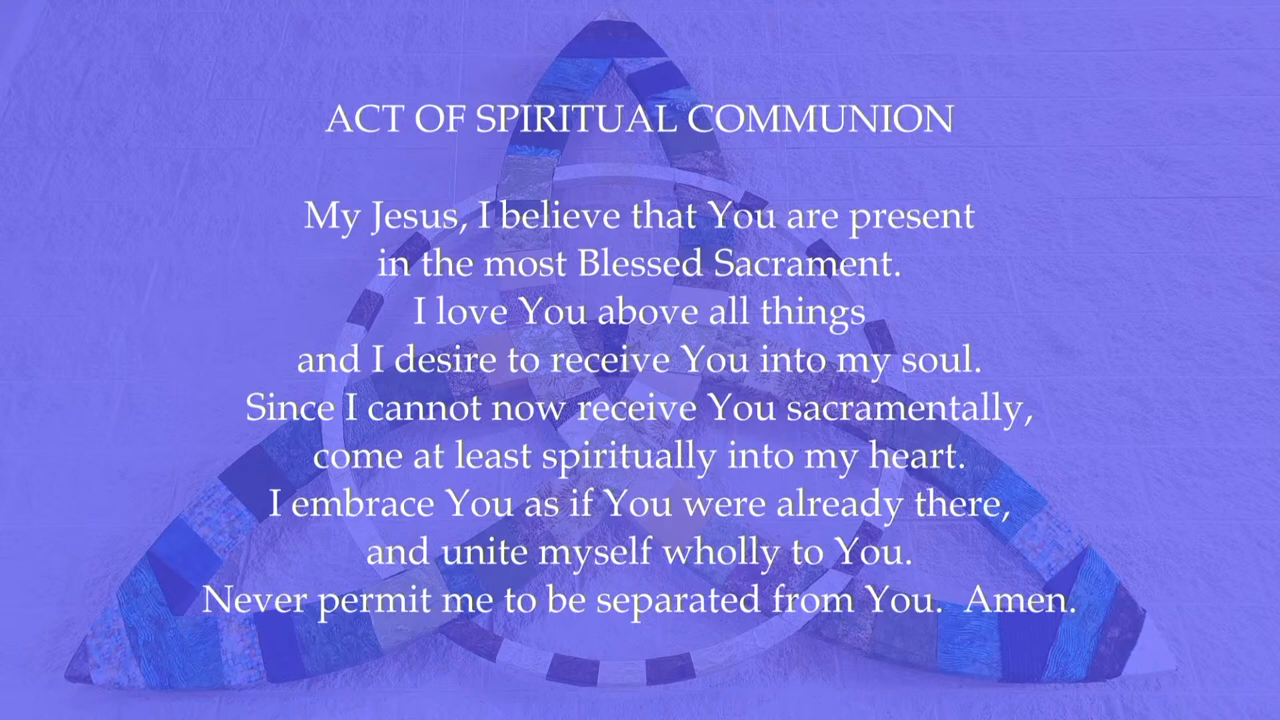 ACT OF SPIRITUAL COMMUNION
My Jesus, I believe that You are present
in the most Blessed Sacrament.
I love You above all things
and I desire to receive You into my soul.
Since I cannot now receive You sacramentally,
come at least spiritually into my heart.
I embrace You as if You were already there,
and unite myself wholly to You.
Never permit me to be separated from You.  Amen.